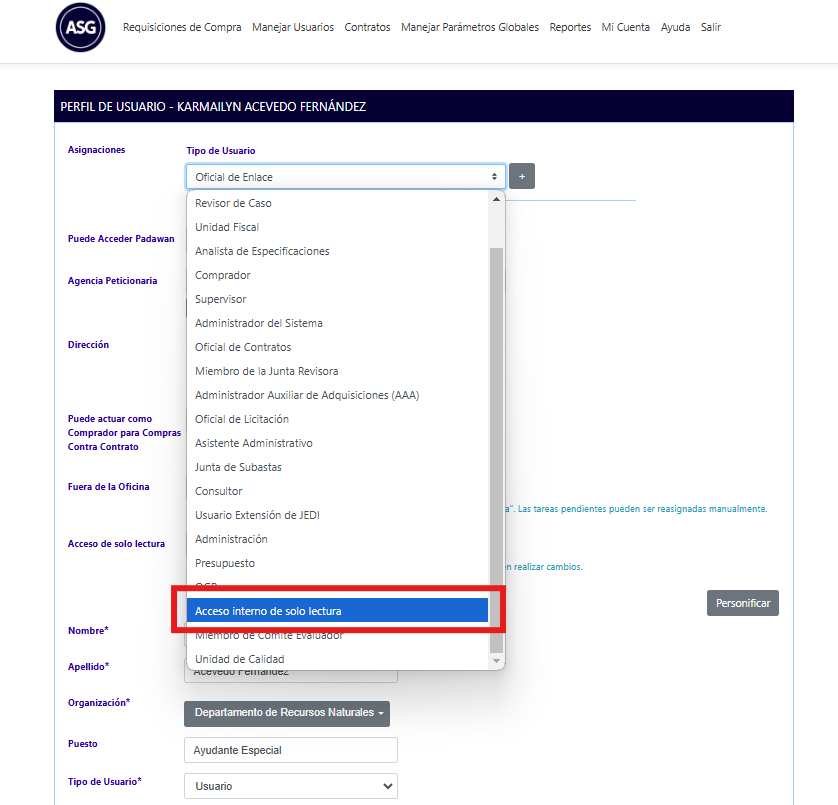 ASG
Requisiciones de Compra Manejar Usuarios Contratos Manejar Parámetros Globales Reportes Mi Cuenta Ayuda Salir
PERFIL DE USUARIO - KARMAILYN ACEVEDO FERNÁNDEZ
Asignaciones
Tipo de Usuario
Oficial de Enlace
+
Revisor de Caso
Unidad Fiscal
Puede Acceder Padawan
Analista de Especificaciones
Comprador
Agencia Peticionaria
Supervisor
Administrador del Sistema
Dirección
Oficial de Contratos
Miembro de la Junta Revisora
Administrador Auxiliar de Adquisiciones (AAA)
Puede actuar como
Comprador para Compras
Contra Contrato
Oficial de Licitación
Asistente Administrativo
Junta de Subastas
Fuera de la Oficina
Consultor
a". Las tareas pendientes pueden ser reasignadas manualmente.
Usuario Extensión de JEDI
Acceso de solo lectura
Administración
Presupuesto
n realizar cambios.
Acceso interno de solo lectura
Personificar
Nombre*
Miembro de Comité Evaluador
Unidad de Calidad
Apellido*
Acevedo Fernández
Organización*
Departamento de Recursos Naturales
Puesto
Ayudante Especial
Tipo de Usuario*
Usuario